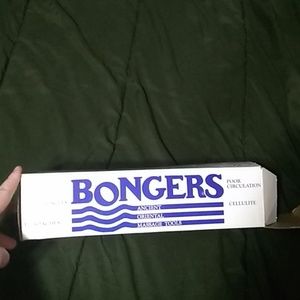 BONGERS
ANCIENT
ORIENTAL
MASSAGE TOOLS
POOR
CIRCULATION
CELLULITE